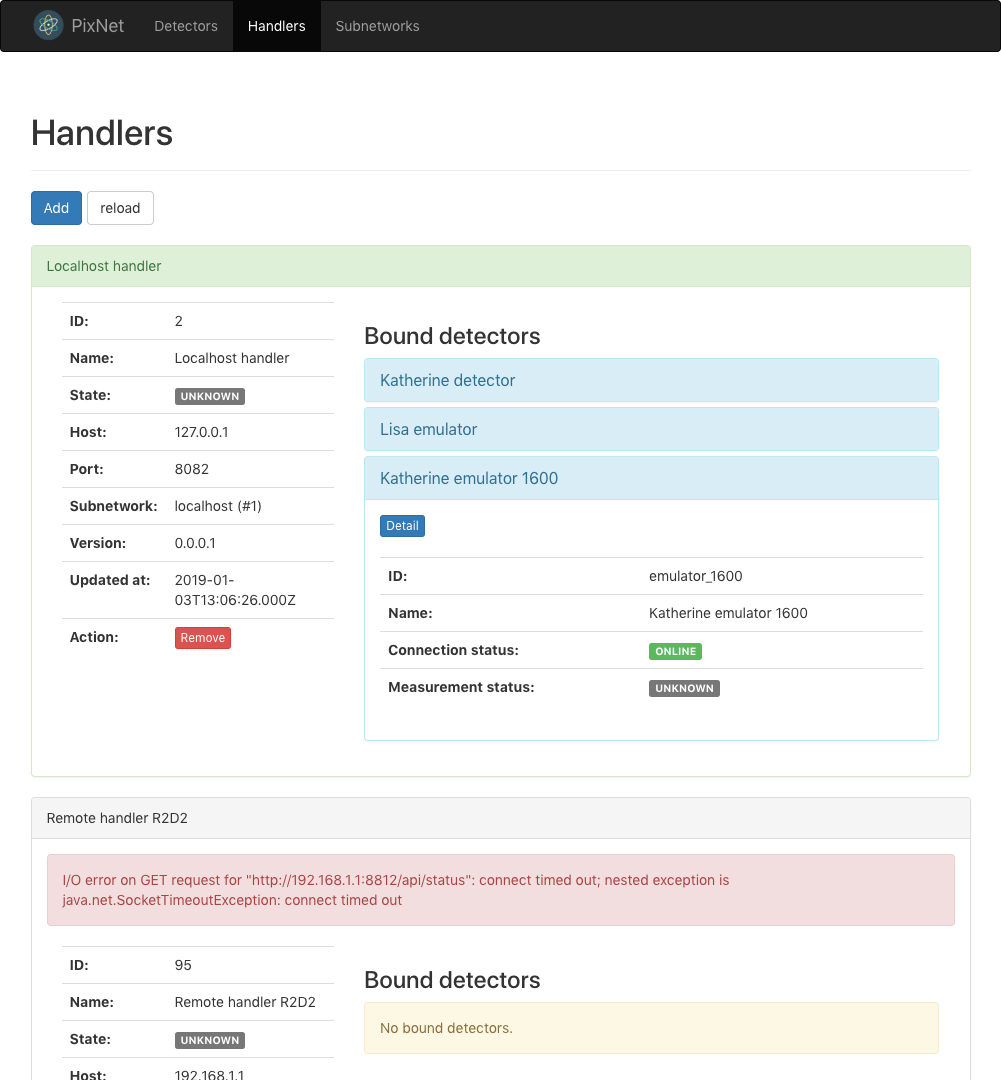 PixNet Detectors Handlers Subnetworks
Handlers
Add reload
Localhost handler
ID: 2
Name: Localhost handler
State: UNKNOWN
Host: 127.0.0.1
Port: 8082
Subnetwork: localhost (#1)
Version: 0.0.0.1
Updated at: 2019-01-
03T13:06:26.000Z
Action: Remove
Bound detectors
Katherine detector
Lisa emulator
Katherine emulator 1600
Detail
ID: emulator_1600
Name: Katherine emulator 1600
Connection status: ONLINE
Measurement status: UNKNOWN
Remote handler R2D2
I/O error on GET request for "http://192.168.1.1:8812/api/status": connect timed out; nested exception is
java.net.SocketTimeoutException: connect timed out
ID: 95
Name: Remote handler R2D2
State: UNKNOWN
Host: 192.168.1.1
Bound detectors
No bound detectors.